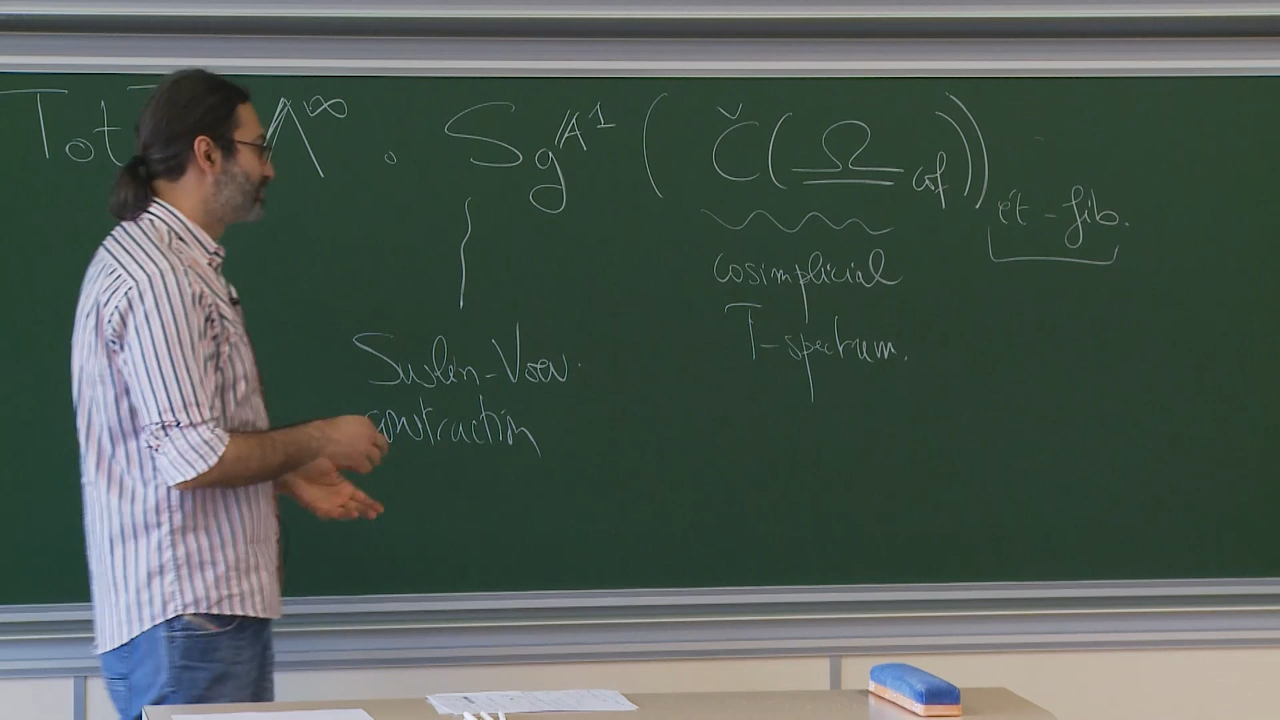 Tot Λ^∞ ∘ Sg^{A^1} ( Č(Ω_cof))_{ét-fib.}
cosimplicial
T-spectrum.
Suslin-Voev.
contraction